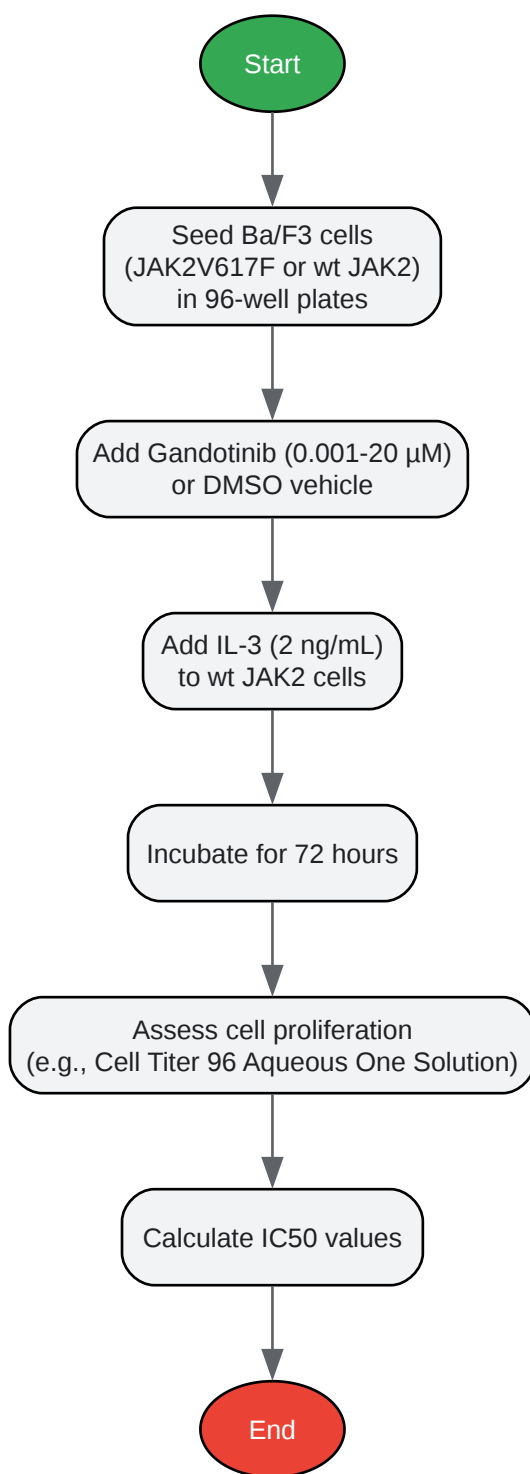 Start
Seed Ba/F3 cells
(JAK2V617F or wt JAK2)
in 96-well plates
Add Gandotinib (0.001-20 µM)
or DMSO vehicle
Add IL-3 (2 ng/mL)
to wt JAK2 cells
Incubate for 72 hours
Assess cell proliferation
(e.g., Cell Titer 96 Aqueous One Solution)
Calculate IC50 values
End